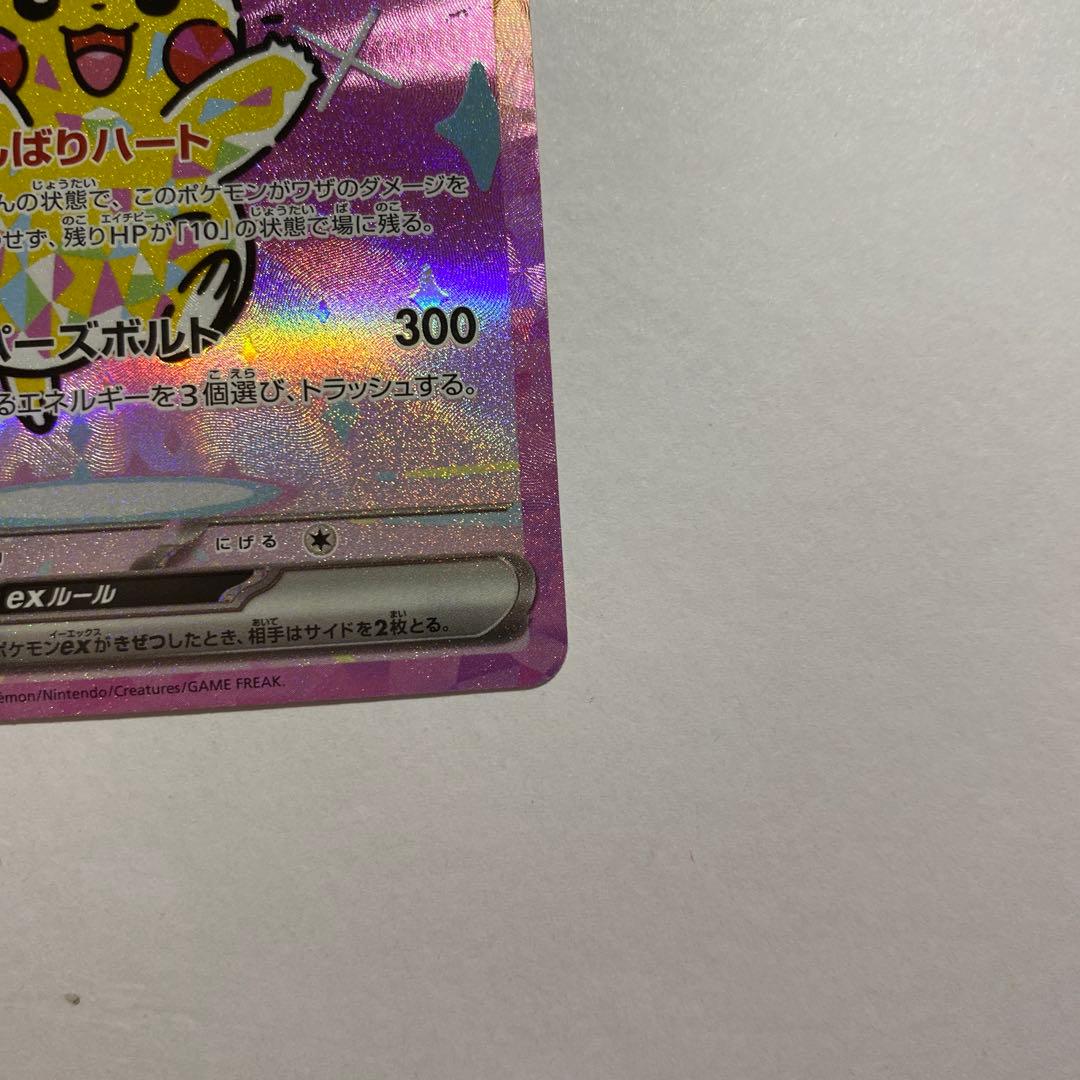 ばりハート
んの状態で、このポケモンがワザのダメージを
せず、残りHPが「10」の状態で場に残る。
パーズボルト 300
るエネルギーを3個選び、トラッシュする。
にげる
exルール
ポケモンexがきぜつしたとき、相手はサイドを2枚とる。
émon/Nintendo/Creatures/GAME FREAK.